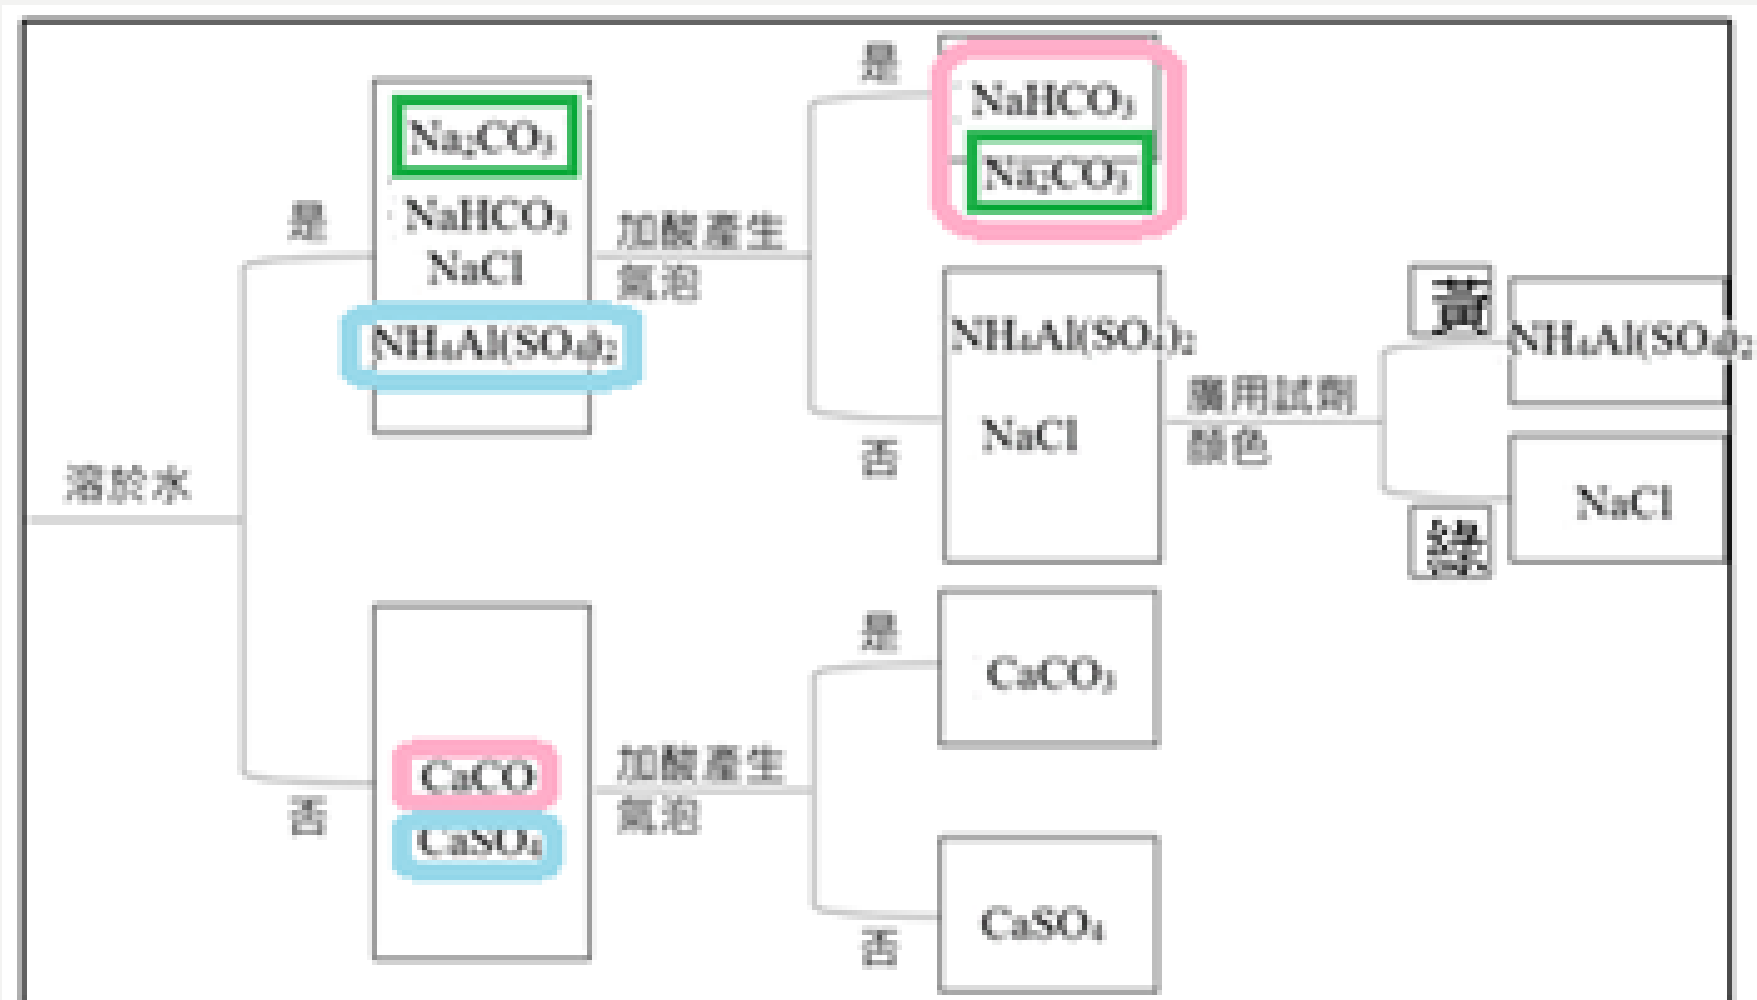 溶於水
是
Na₂CO₃
NaHCO₃
NaCl
NH₄Al(SO₄)₂
加酸產生
氣泡
是
NaHCO₃
Na₂CO₃
否
NH₄Al(SO₄)₂
NaCl
廣用試劑
顏色
黃
NH₄Al(SO₄)₂
綠
NaCl
否
CaCO
CaSO₄
加酸產生
氣泡
是
CaCO₃
否
CaSO₄